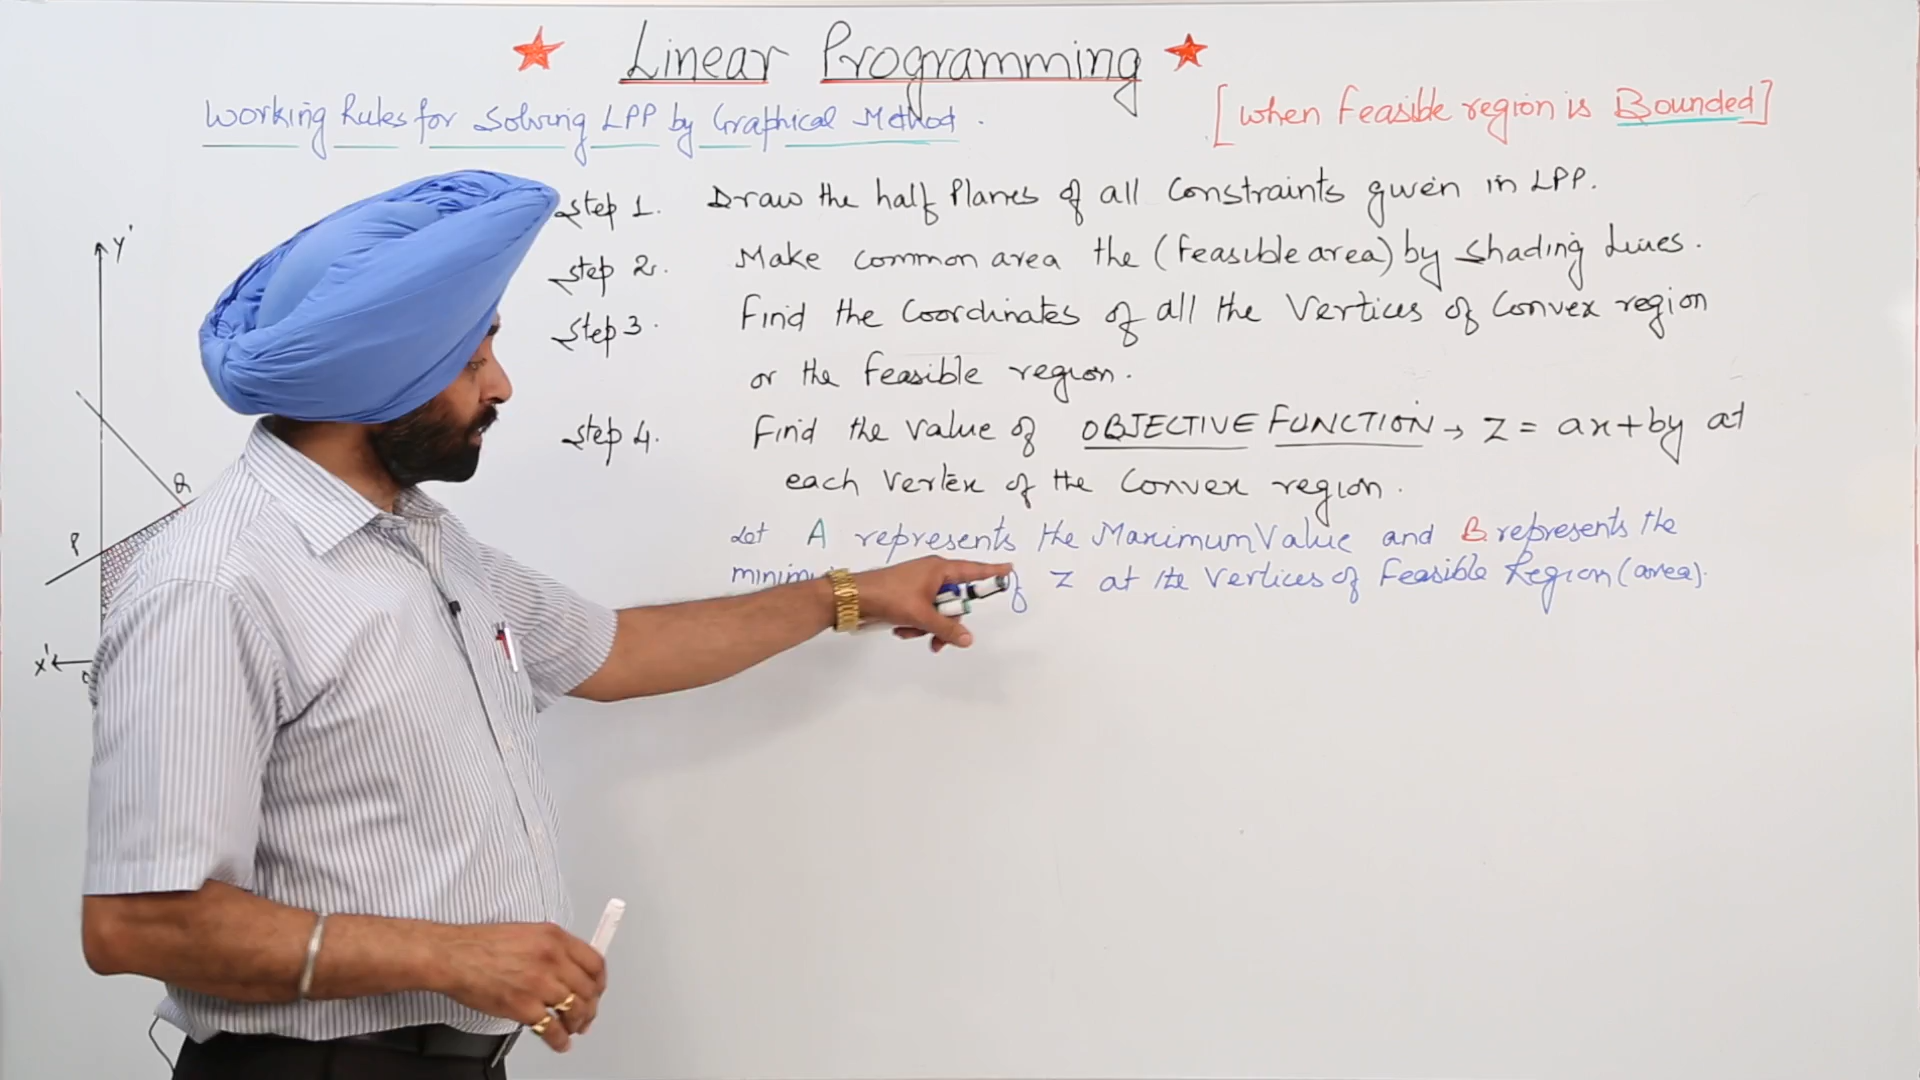 Linear Programming
Working Rules for Solving LPP by Graphical Method.
[when Feasible region is Bounded]
Step 1. Draw the half Planes of all Constraints given in LPP.
Step 2. Make common area the (Feasible area) by shading lines.
Step 3. Find the Coordinates of all the Vertices of Convex region
or the Feasible region.
Step 4. Find the value of OBJECTIVE FUNCTION → Z = ax+by at
each vertex of the Convex region.
Let A represents the Maximum Value and B represents the
of Z at the Vertices of Feasible Region (area).
Y'
Q
P
X'